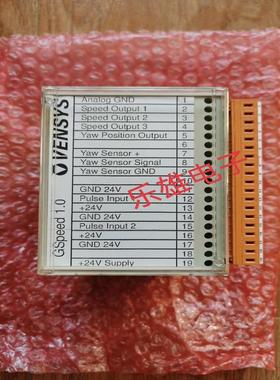 VENSYS
GSpeed 1.0
Analog GND 1
Speed Output 1 2
Speed Output 2 3
Speed Output 3 4
Yaw Position Output 5
6
Yaw Sensor + 7
Yaw Sensor Signal 8
Yaw Sensor GND 9
10
GND 24V 11
Pulse Input 12
+24V 13
GND 24V 14
Pulse Input 2 15
+24V 16
GND 24V 17
18
+24V Supply 19
乐雄电子